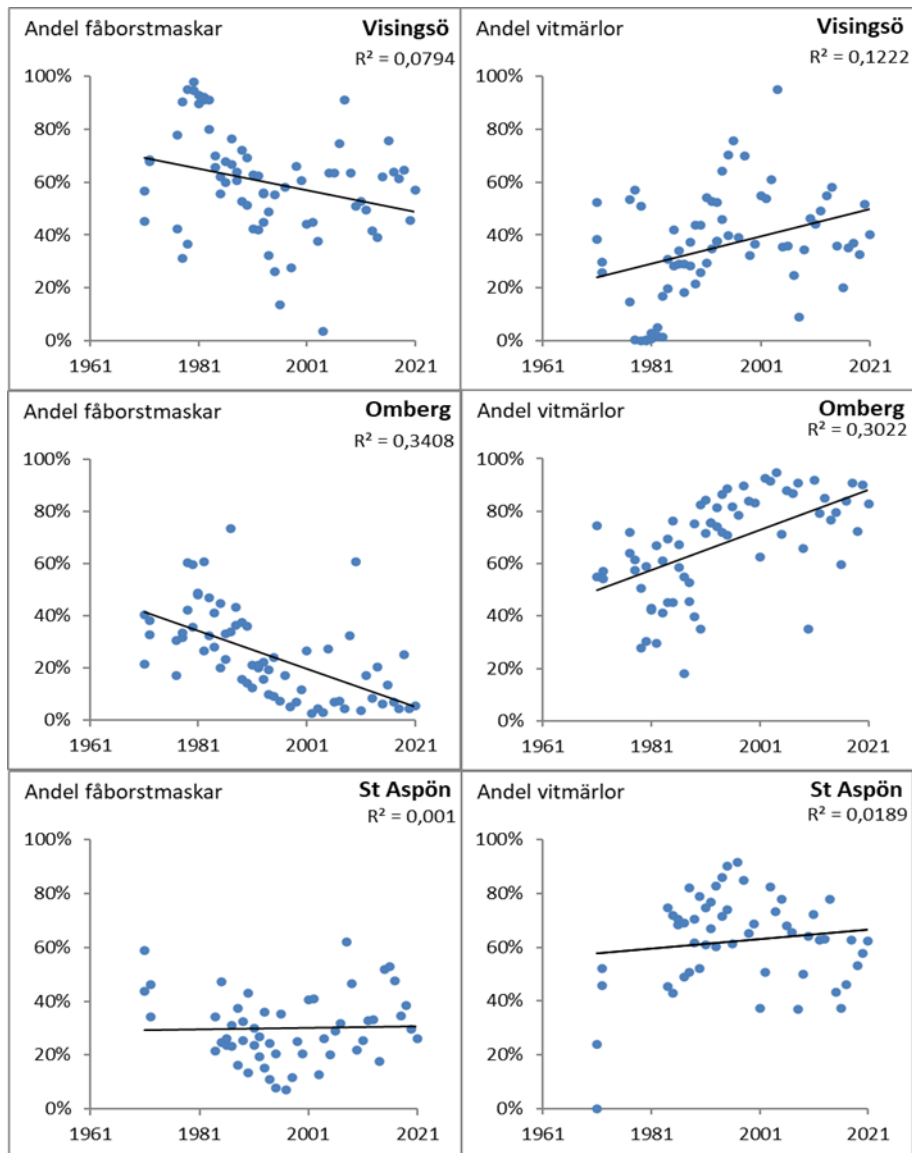 Andel fåborstmaskar Visingsö
R² = 0,0794
100%
80%
60%
40%
20%
0%
1961 1981 2001 2021
Andel vitmärlor Visingsö
R² = 0,1222
100%
80%
60%
40%
20%
0%
1961 1981 2001 2021
Andel fåborstmaskar Omberg
R² = 0,3408
100%
80%
60%
40%
20%
0%
1961 1981 2001 2021
Andel vitmärlor Omberg
R² = 0,3022
100%
80%
60%
40%
20%
0%
1961 1981 2001 2021
Andel fåborstmaskar St Aspön
R² = 0,001
100%
80%
60%
40%
20%
0%
1961 1981 2001 2021
Andel vitmärlor St Aspön
R² = 0,0189
100%
80%
60%
40%
20%
0%
1961 1981 2001 2021